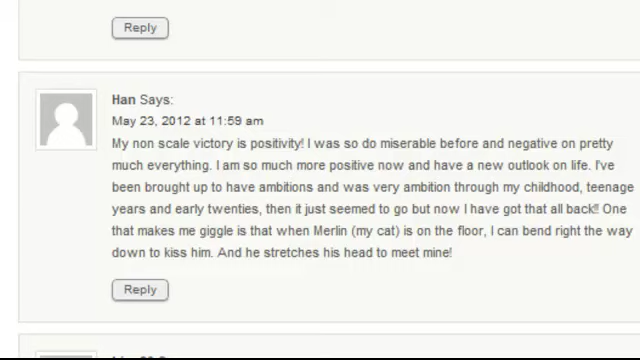 Reply
Han Says:
May 23, 2012 at 11:59 am
My non scale victory is positivity! I was so do miserable before and negative on pretty
much everything. I am so much more positive now and have a new outlook on life. I've
been brought up to have ambitions and was very ambition through my childhood, teenage
years and early twenties, then it just seemed to go but now I have got that all back!! One
that makes me giggle is that when Merlin (my cat) is on the floor, I can bend right the way
down to kiss him. And he stretches his head to meet mine!
Reply